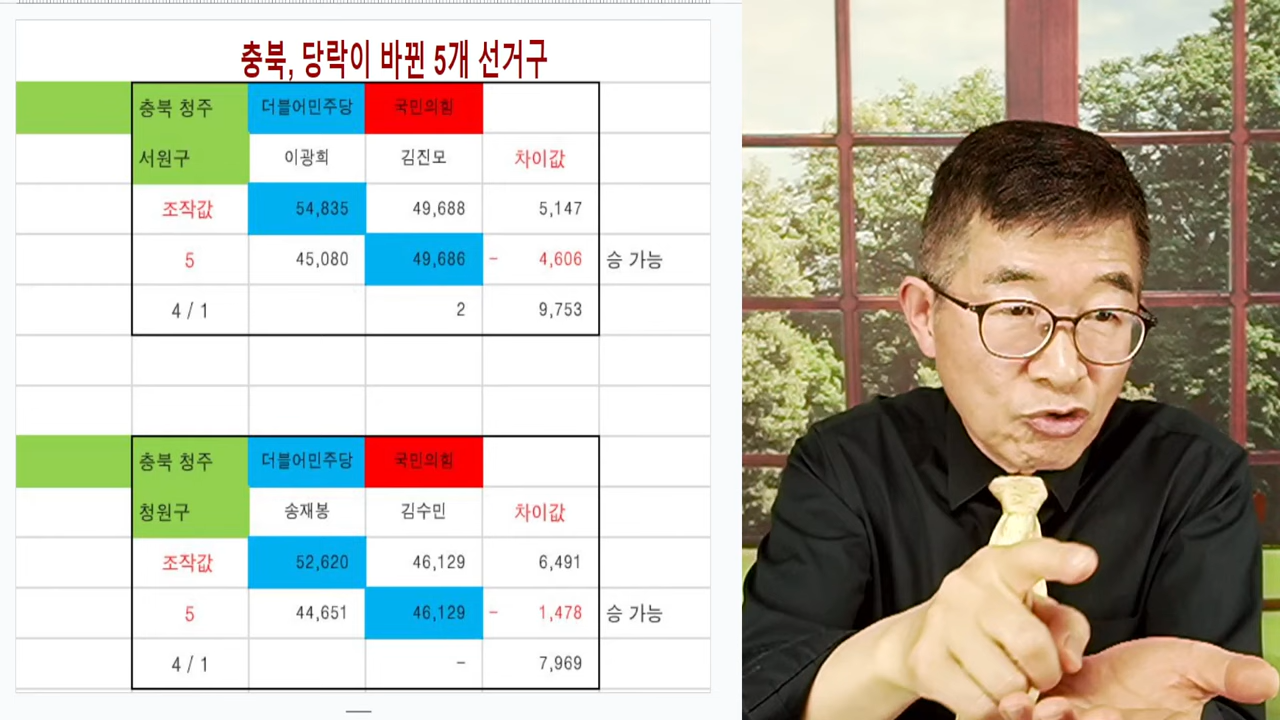 충북, 당락이 바뀐 5개 선거구
충북 청주 더블어민주당 국민의힘
서원구 이광희 김진모 차이값
조작값 54,835 49,688 5,147
5 45,080 49,686 - 4,606 승 가능
4 / 1 2 9,753
충북 청주 더블어민주당 국민의힘
청원구 송재봉 김수민 차이값
조작값 52,620 46,129 6,491
5 44,651 46,129 - 1,478 승 가능
4 / 1 - 7,969